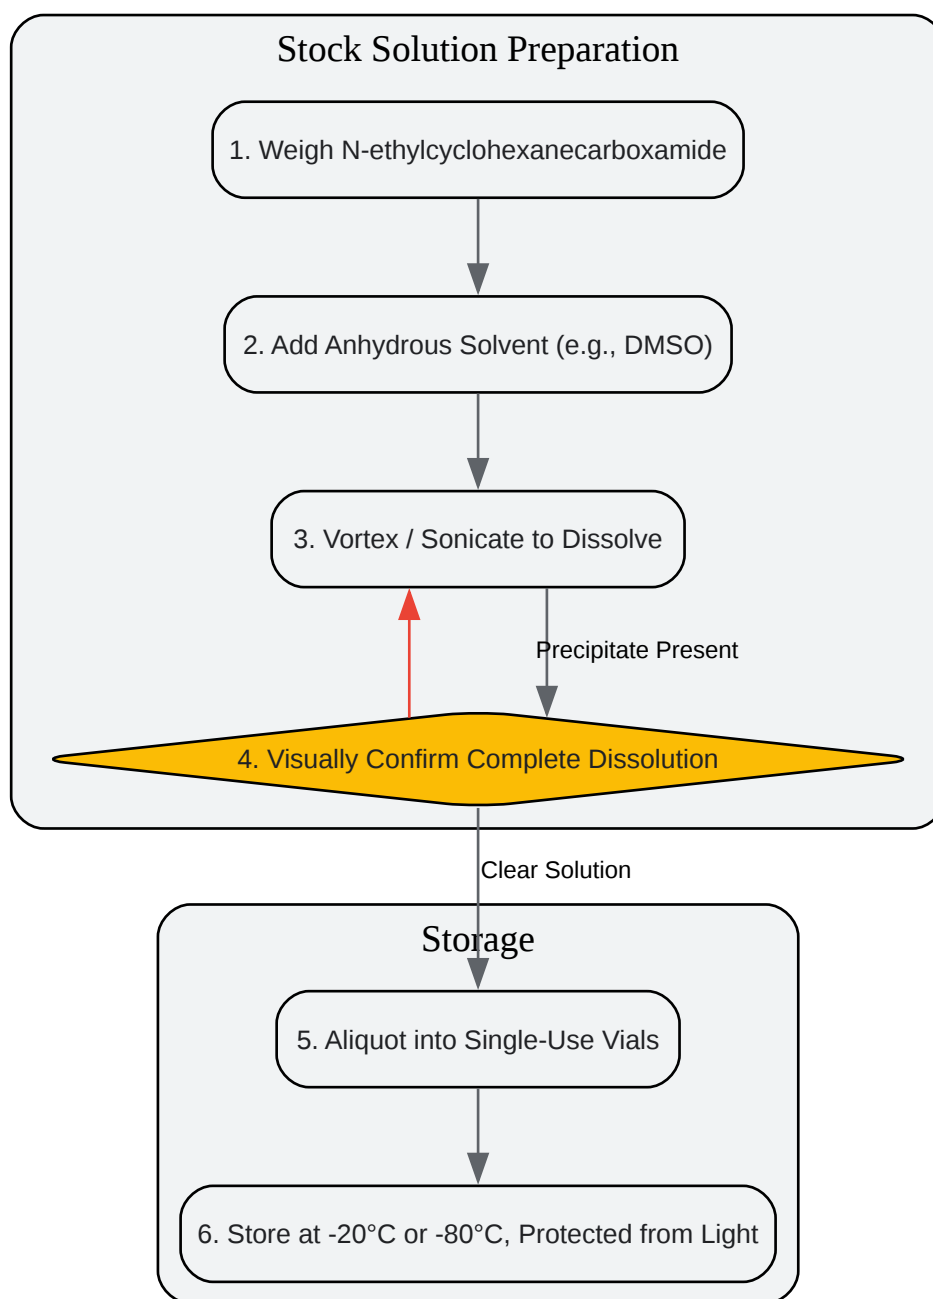 Stock Solution Preparation
1. Weigh N-ethylcyclohexanecarboxamide
2. Add Anhydrous Solvent (e.g., DMSO)
3. Vortex / Sonicate to Dissolve
Precipitate Present
4. Visually Confirm Complete Dissolution
Clear Solution
Storage
5. Aliquot into Single-Use Vials
6. Store at -20°C or -80°C, Protected from Light